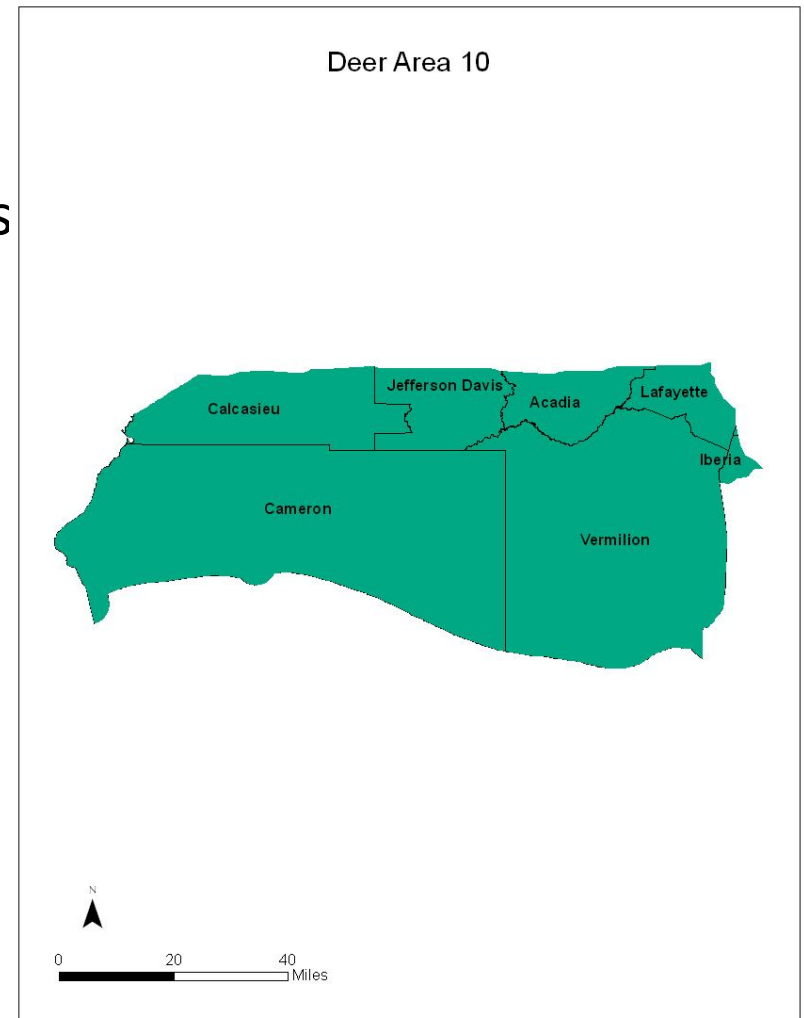 Deer Area 10
s
Jefferson Davis
Lafayette
Calcasieu
Acadia
Iberia
Cameron
Vermilion
N
0 20 40
Miles